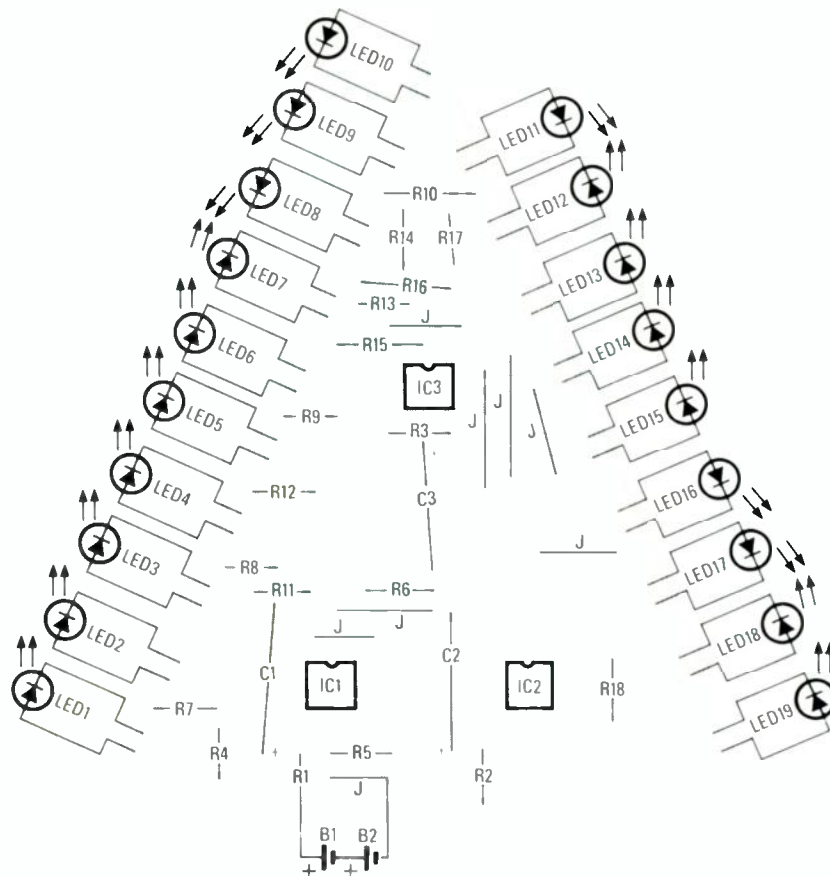 LED10
LED9
LED11
LED8
R10
LED12
R14
R17
LED7
R16
LED13
R13
J
LED6
R15
LED14
IC3
LED5
R9
R3
J
J
J
LED15
LED4
R12
C3
LED16
LED3
J
R8
LED17
R11
R6
LED2
J
J
LED18
C1
C2
IC1
IC2
R18
LED1
R7
LED19
R4
+
R5
+
R1
R2
J
B1
B2
+
+